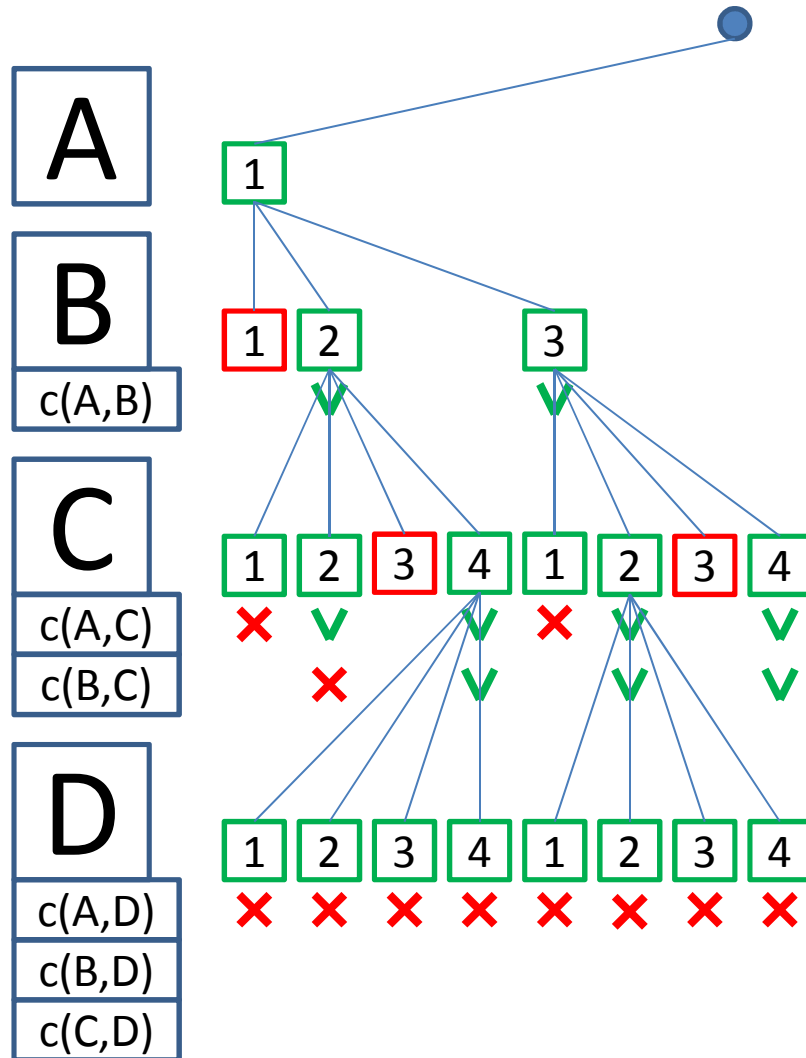 A
1
B
1 2 3
c(A,B)
C
1 2 3 4 1 2 3 4
c(A,C)
c(B,C)
D
1 2 3 4 1 2 3 4
c(A,D)
c(B,D)
c(C,D)